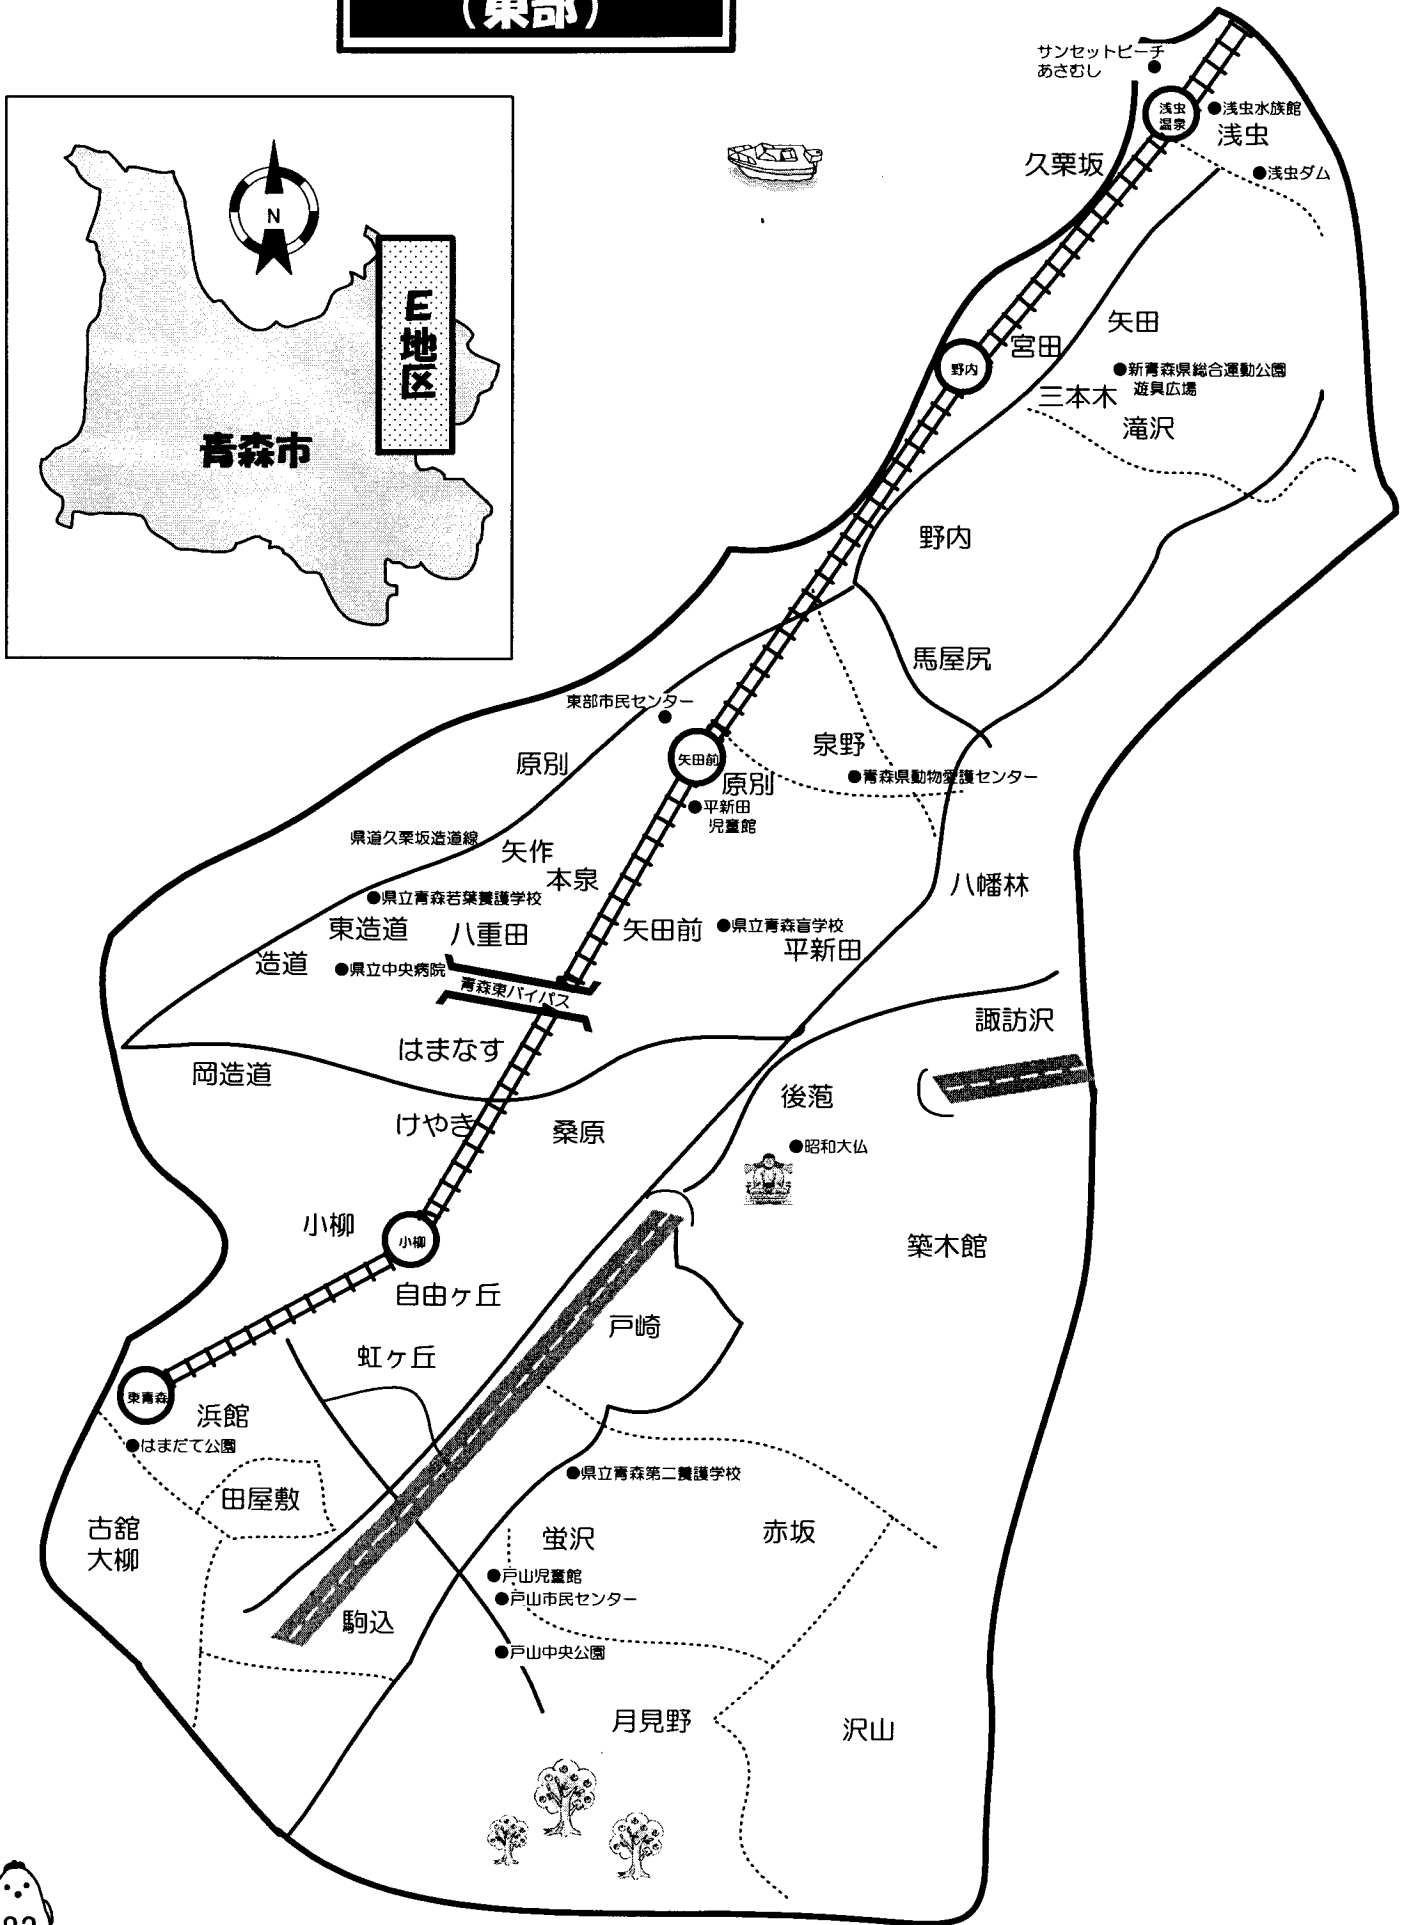 （東部）
サンセットビーチ
あさむし
浅虫
温泉
浅虫水族館
浅虫
久栗坂
浅虫ダム
N
E地区
青森市
矢田
宮田
野内
新青森県総合運動公園
遊具広場
三本木
滝沢
野内
馬屋尻
東部市民センター
泉野
原別
矢田前
青森県動物愛護センター
原別
平新田
児童館
県道久栗坂造道線
矢作
本泉
八幡林
県立青森若葉養護学校
東造道
八重田
矢田前
県立青森盲学校
平新田
造道
県立中央病院
青森東バイパス
諏訪沢
はまなす
岡造道
後萢
けやき
桑原
昭和大仏
小柳
小柳
築木館
自由ヶ丘
戸崎
虹ヶ丘
東青森
浜館
はまだて公園
県立青森第二養護学校
田屋敷
古舘
大柳
蛍沢
赤坂
戸山児童館
戸山市民センター
駒込
戸山中央公園
月見野
沢山